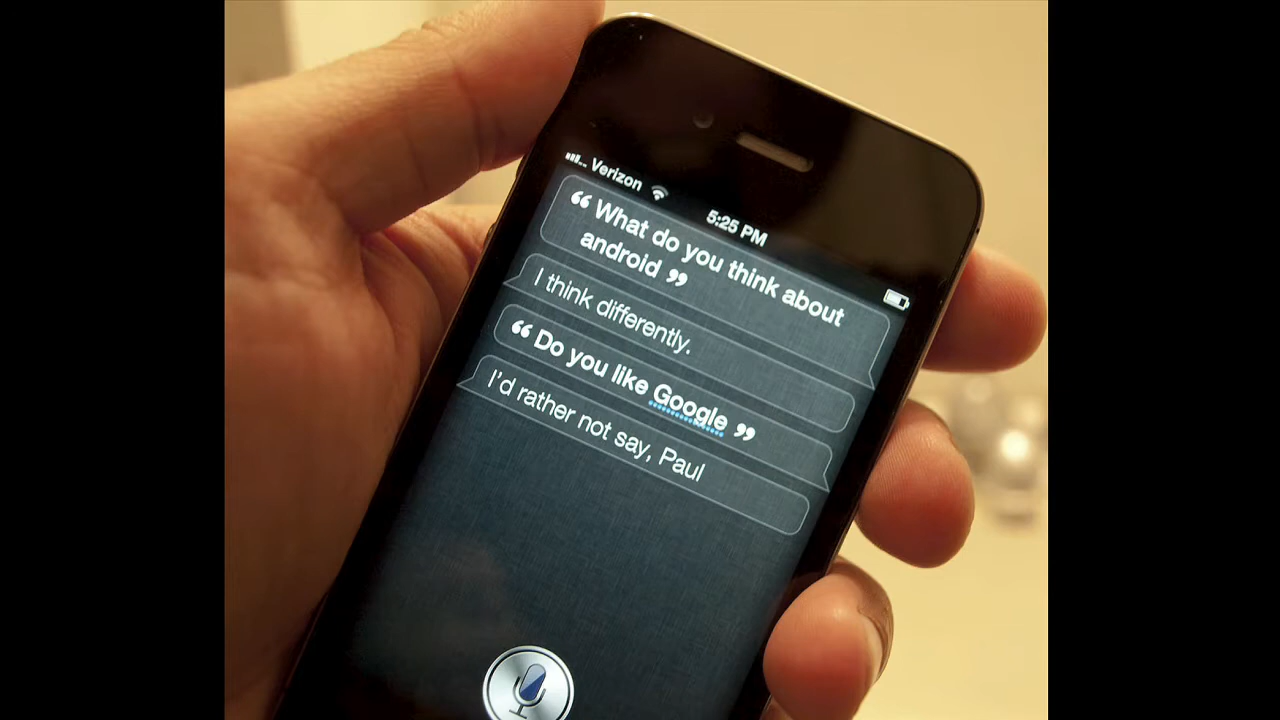 Verizon
5:25 PM
“ What do you think about
android ”
I think differently.
“ Do you like Google ”
I'd rather not say, Paul